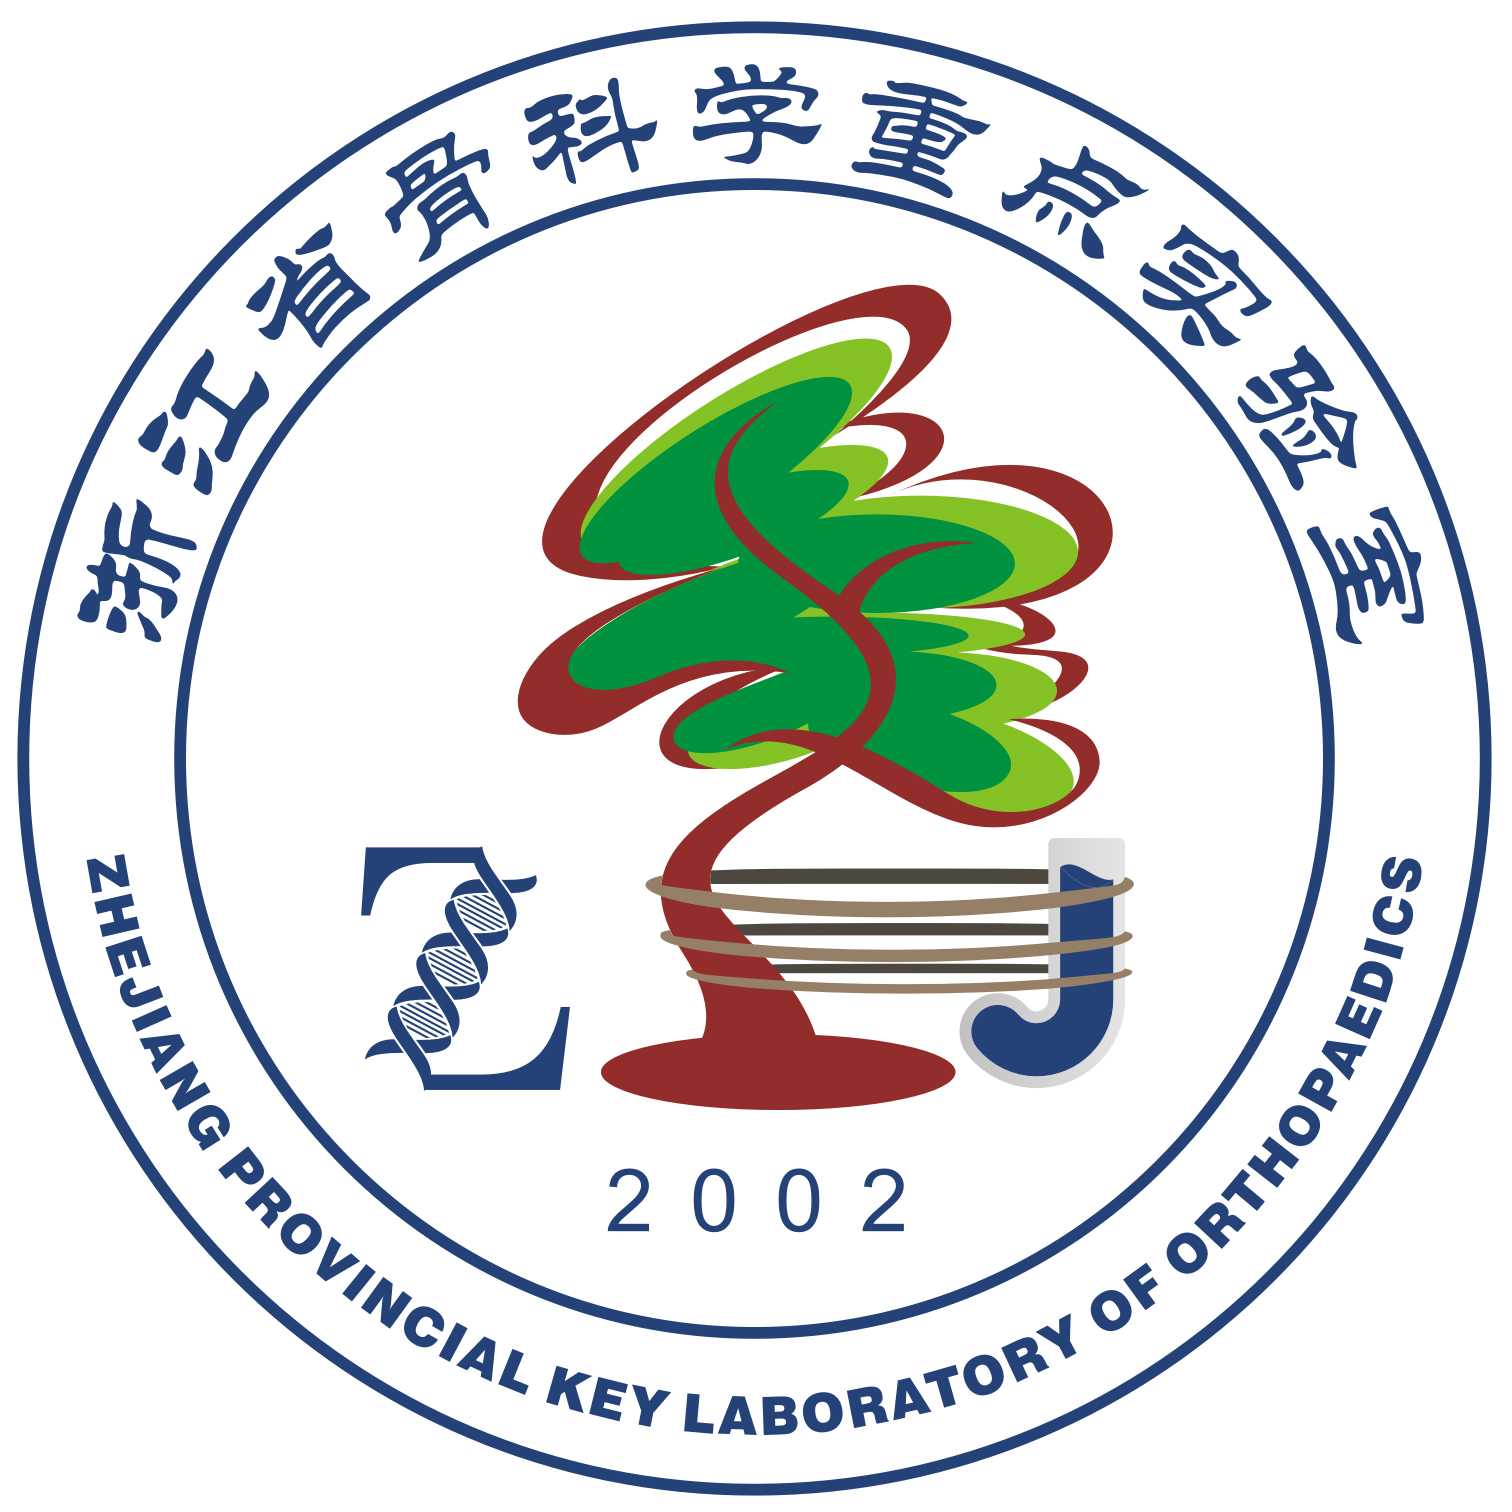 浙江省骨科学重点实验室
Z J
2002
ZHEJIANG PROVINCIAL KEY LABORATORY OF ORTHOPAEDICS